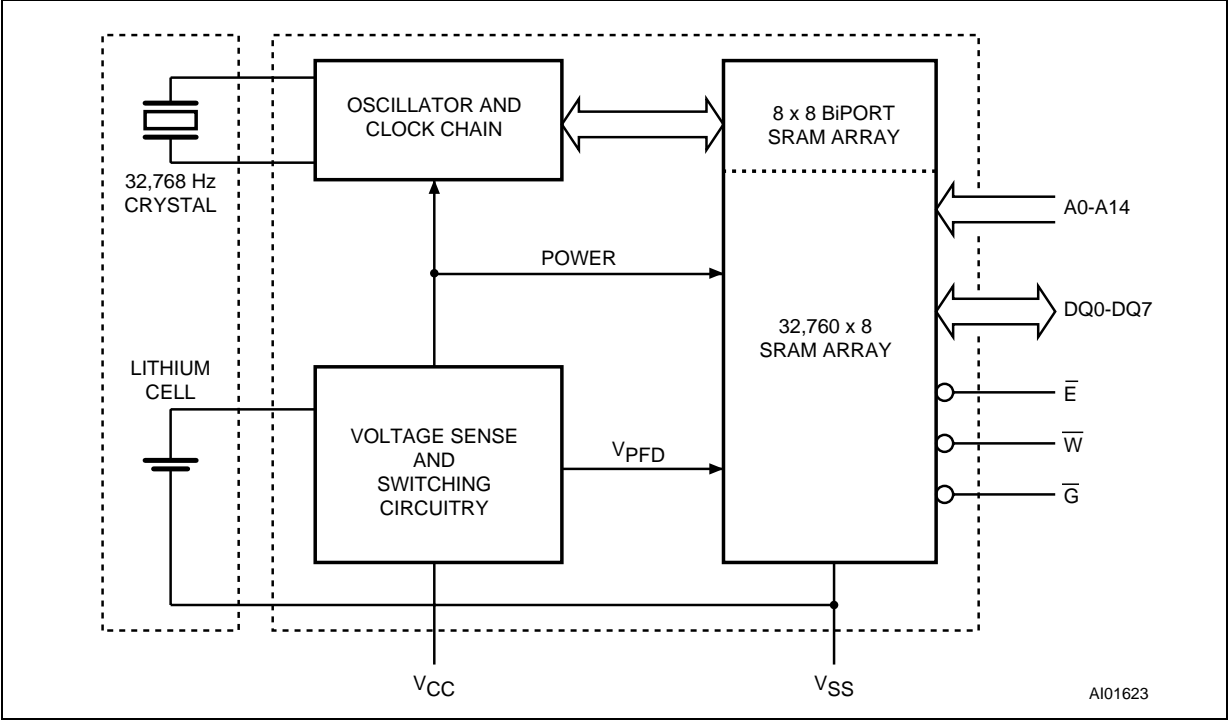 OSCILLATOR AND
CLOCK CHAIN
8 x 8 BiPORT
SRAM ARRAY
32,768 Hz
CRYSTAL
A0-A14
POWER
DQ0-DQ7
32,760 x 8
SRAM ARRAY
LITHIUM
CELL
E̅
VOLTAGE SENSE
AND
SWITCHING
CIRCUITRY
VPFD
W̅
G̅
VCC
VSS
AI01623